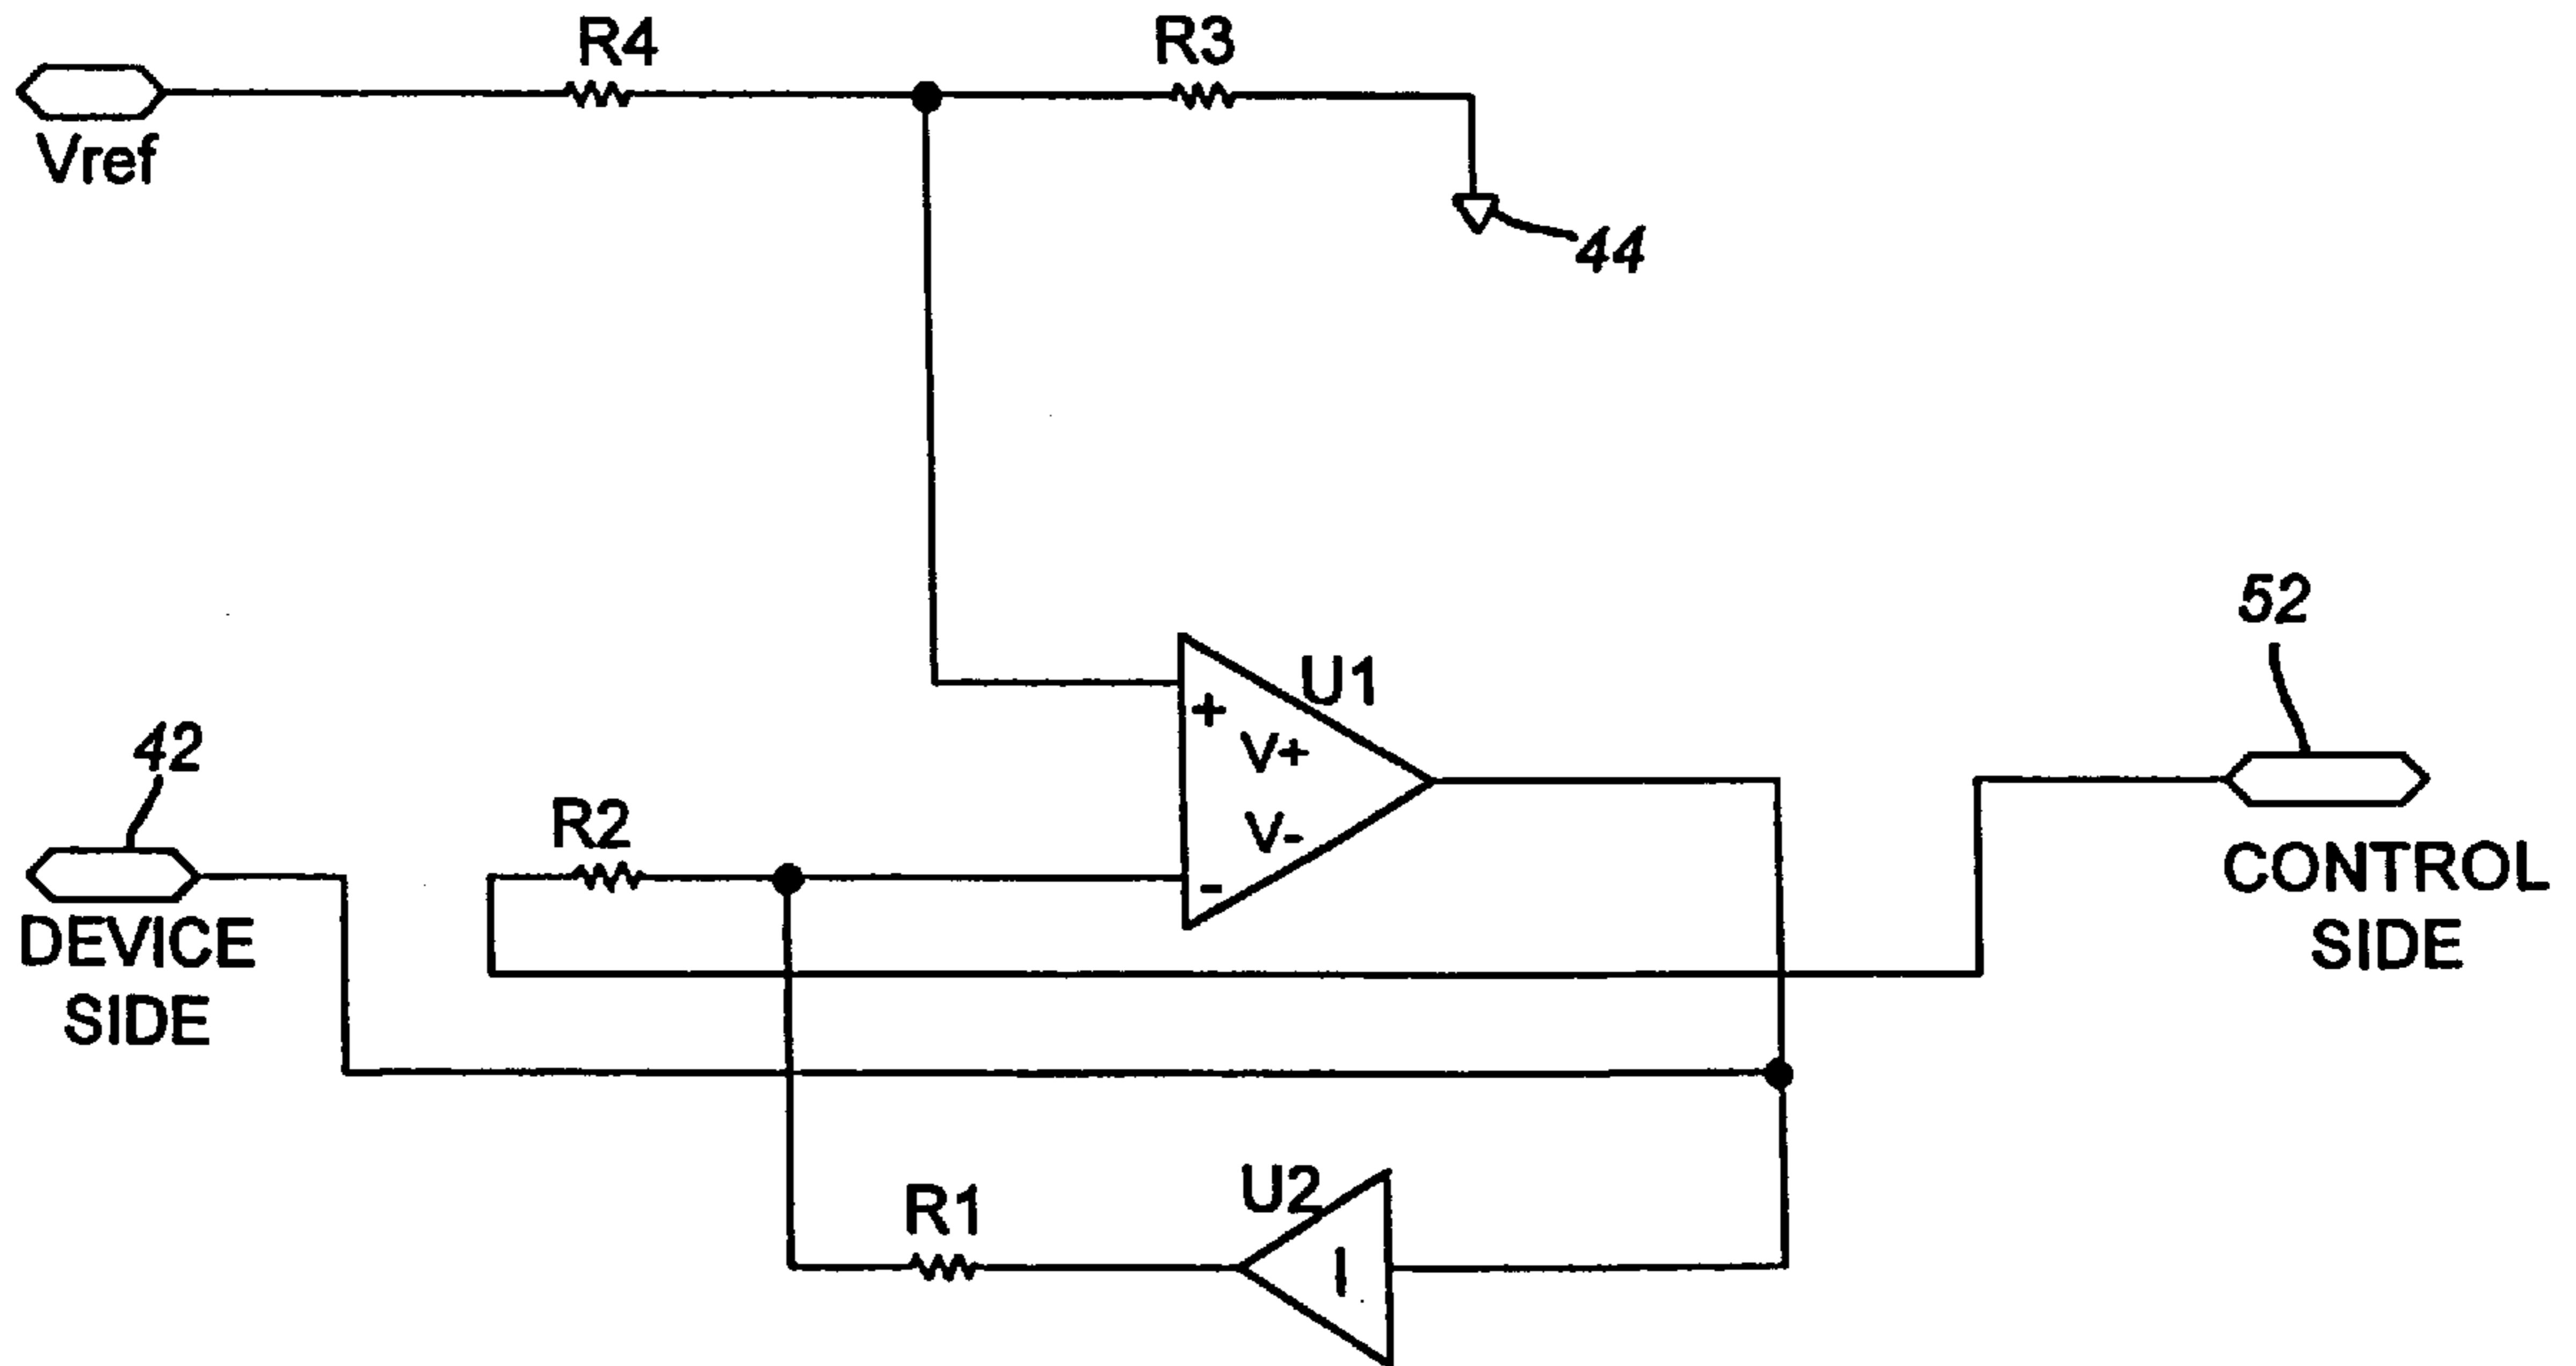 R4
R3
Vref
44
52
U1
+
V+
42
R2
V-
-
CONTROL
SIDE
DEVICE
SIDE
U2
R1
I